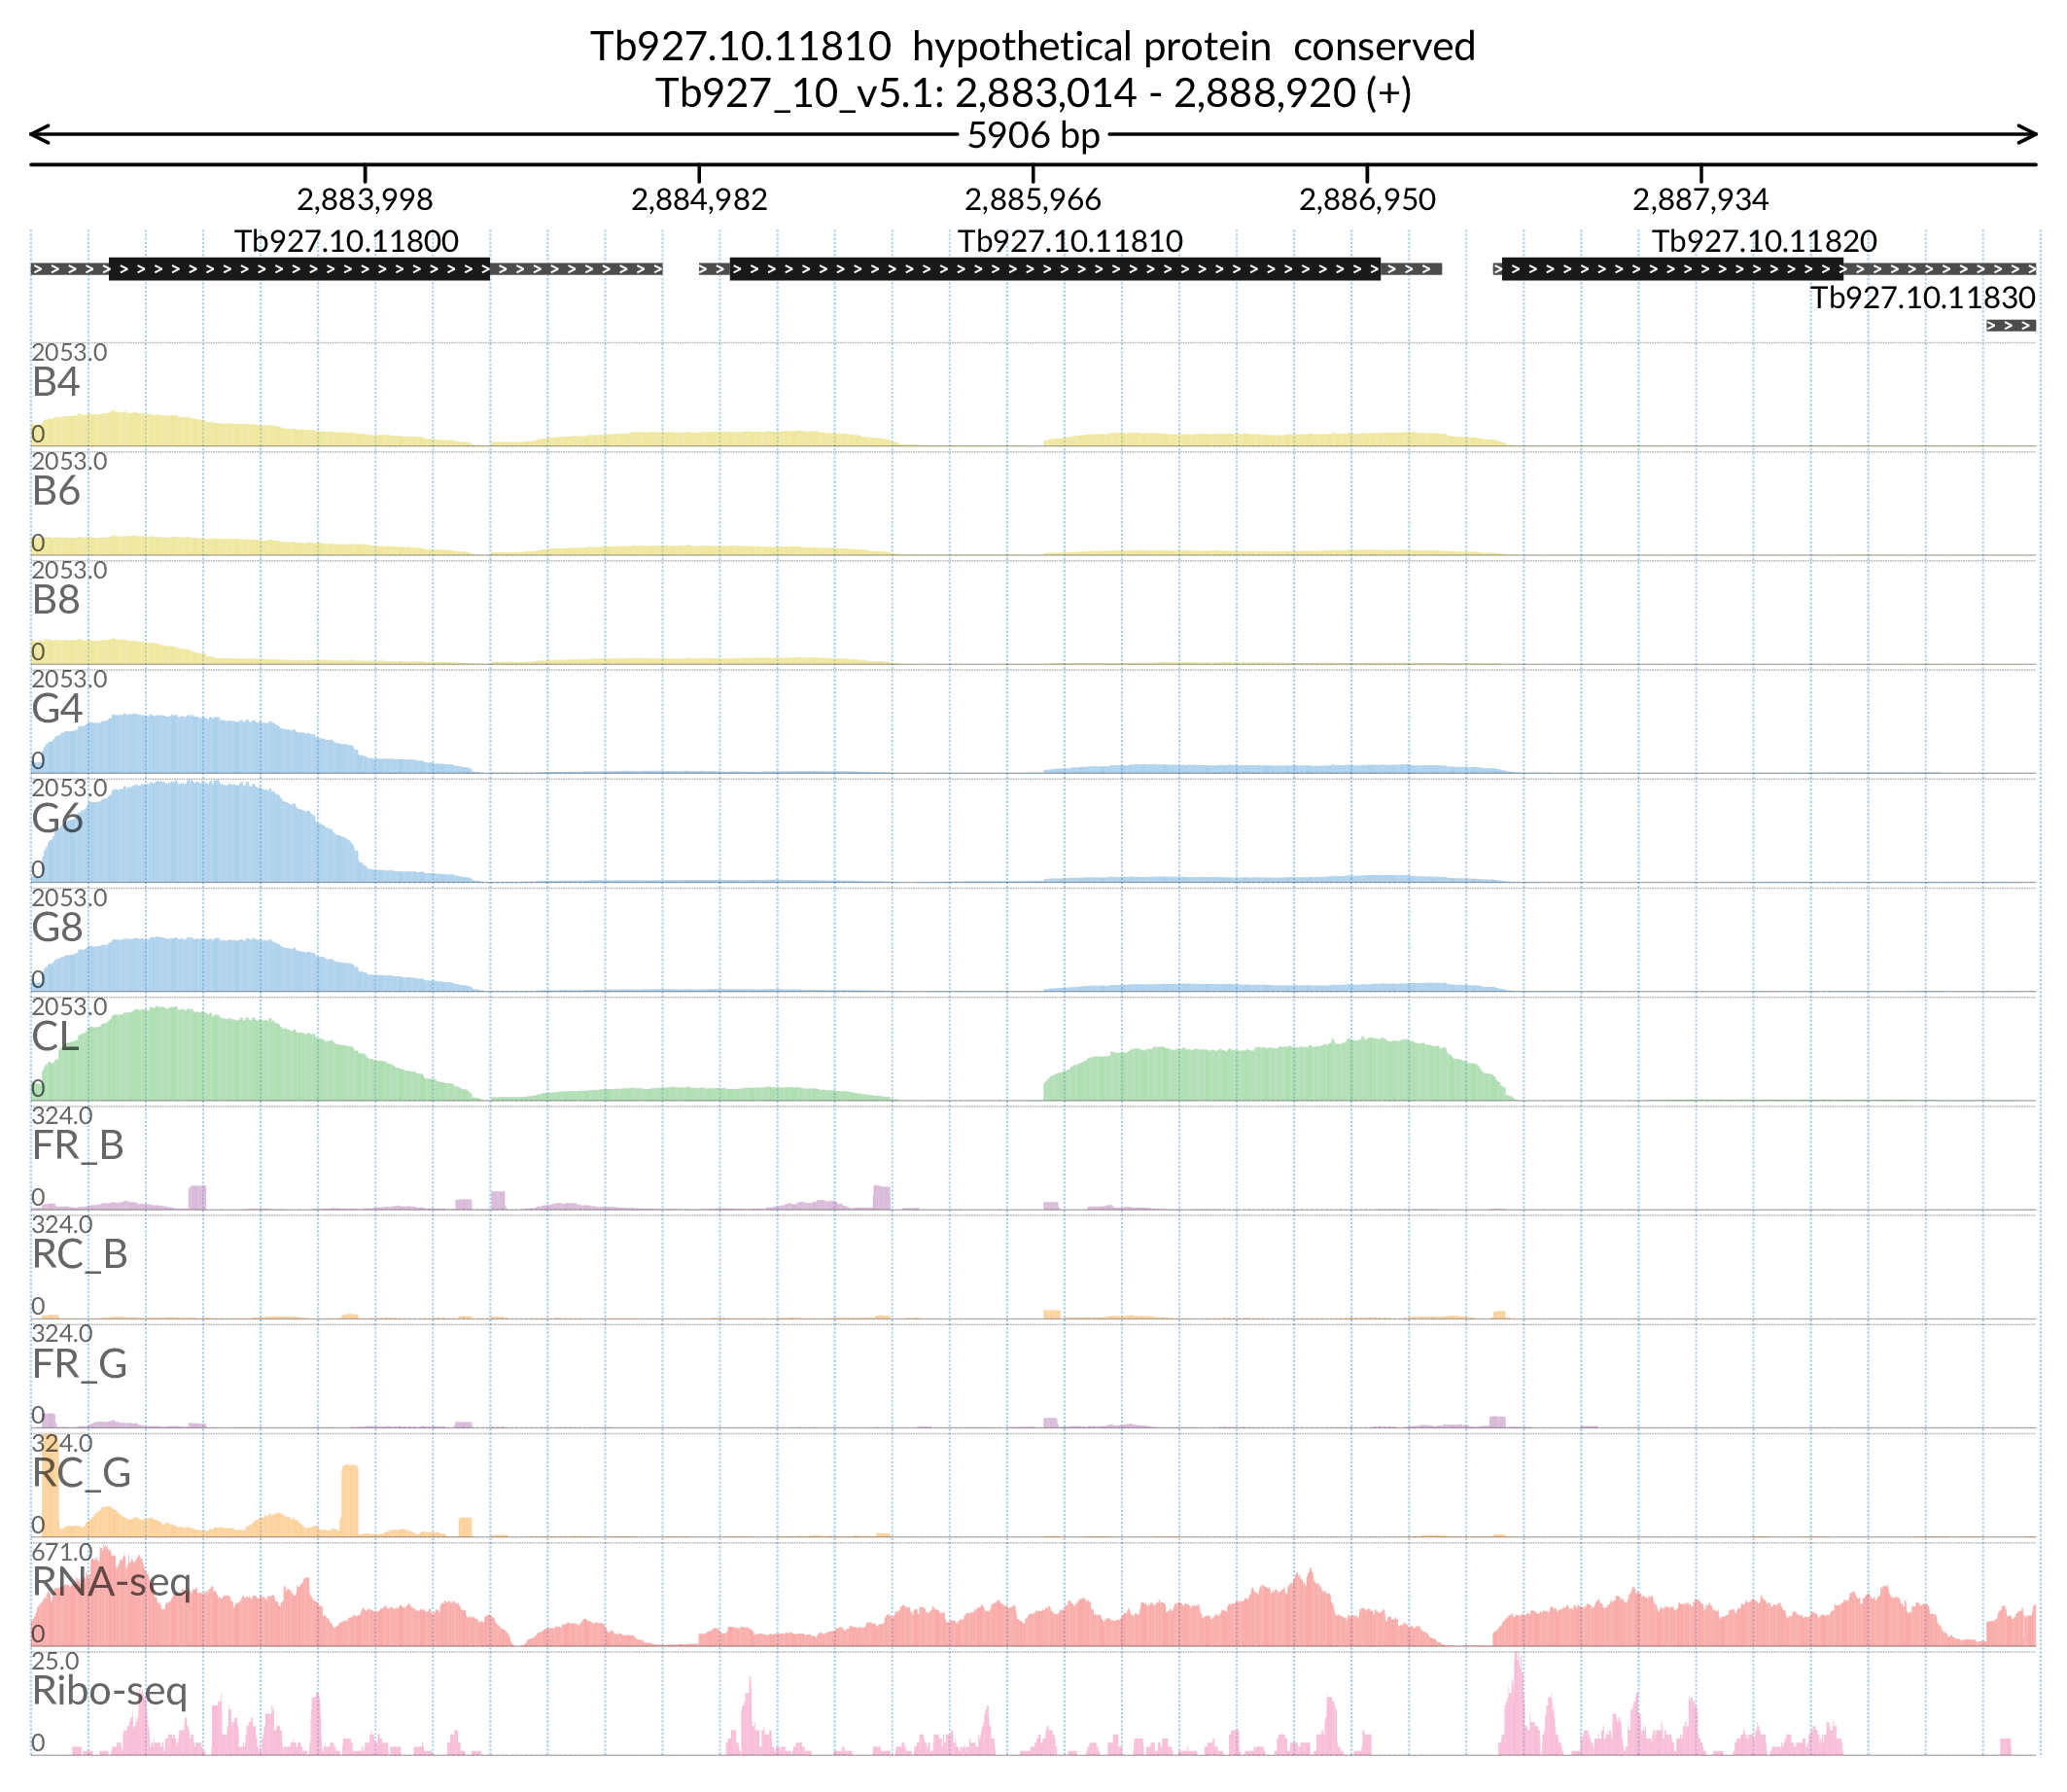 Tb927.10.11810 hypothetical protein conserved
Tb927_10_v5.1: 2,883,014 - 2,888,920 (+)
5906 bp
2,883,998 2,884,982 2,885,966 2,886,950 2,887,934
Tb927.10.11800 Tb927.10.11810 Tb927.10.11820
Tb927.10.11830
2053.0
B4
0
2053.0
B6
0
2053.0
B8
0
2053.0
G4
0
2053.0
G6
0
2053.0
G8
0
2053.0
CL
0
324.0
FR_B
0
324.0
RC_B
0
324.0
FR_G
0
324.0
RC_G
0
671.0
RNA-seq
0
25.0
Ribo-seq
0